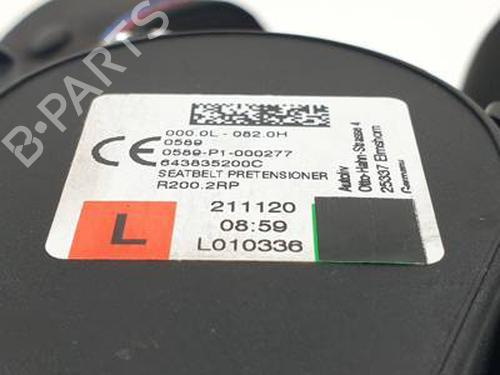 B-PARTS
000.0L - 082.0H
0589
0589-P1-000277
643835200C
SEATBELT PRETENSIONER
R200.2RP
CE
Autoliv
Otto-Hahn-Strasse 4
25337 Elmshorn
Germany
L
211120
08:59
L010336